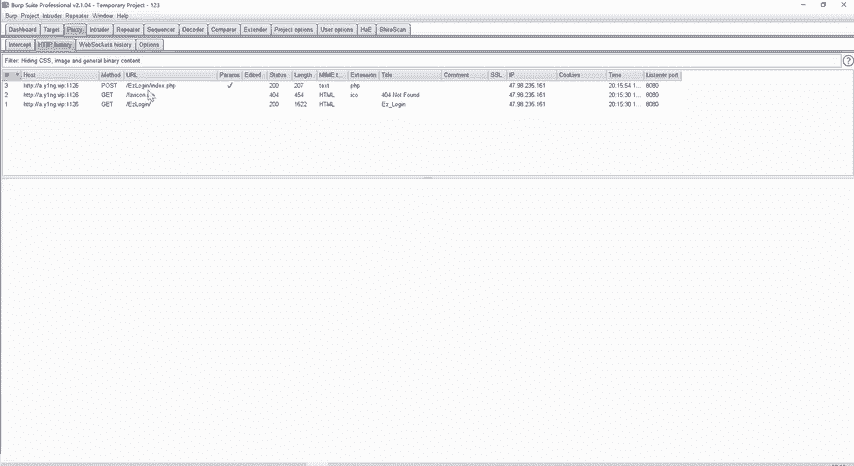 Burp Suite Professional v2.1.04 - Temporary Project - 123
Burp Project Intruder Repeater Window Help
Dashboard Target Proxy Intruder Repeater Sequencer Decoder Comparer Extender Project options User options HaE ShiroScan
Intercept HTTP history WebSockets history Options
Filter: Hiding CSS, image and general binary content
# Host Method URL Params Edited Status Length MIME t... Extension Title Comment SSL IP Cookies Time Listener port
3 http://a.y1ng.vip:1126 POST /EzLogin/index.php ✓ 200 207 text php 47.98.235.161 20:15:54 1... 8080
2 http://a.y1ng.vip:1126 GET 404 454 HTML ico 404 Not Found 47.98.235.161 20:15:30 1... 8080
1 http://a.y1ng.vip:1126 GET /EzLogin/ 200 1622 HTML Ez_Login 47.98.235.161 20:15:30 1... 8080